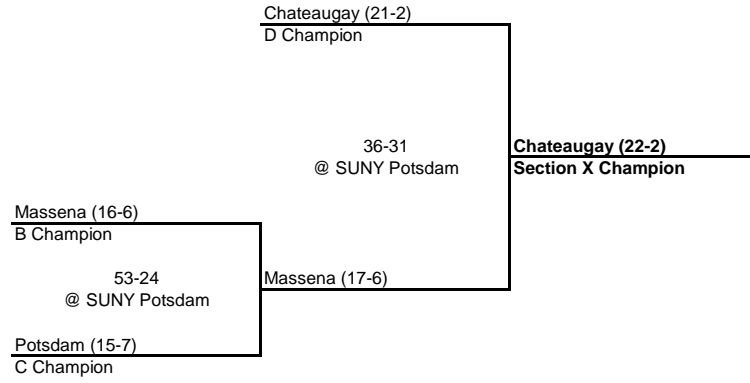 Chateaugay (21-2)
D Champion
36-31
@ SUNY Potsdam
Chateaugay (22-2)
Section X Champion
Massena (16-6)
B Champion
53-24
@ SUNY Potsdam
Massena (17-6)
Potsdam (15-7)
C Champion